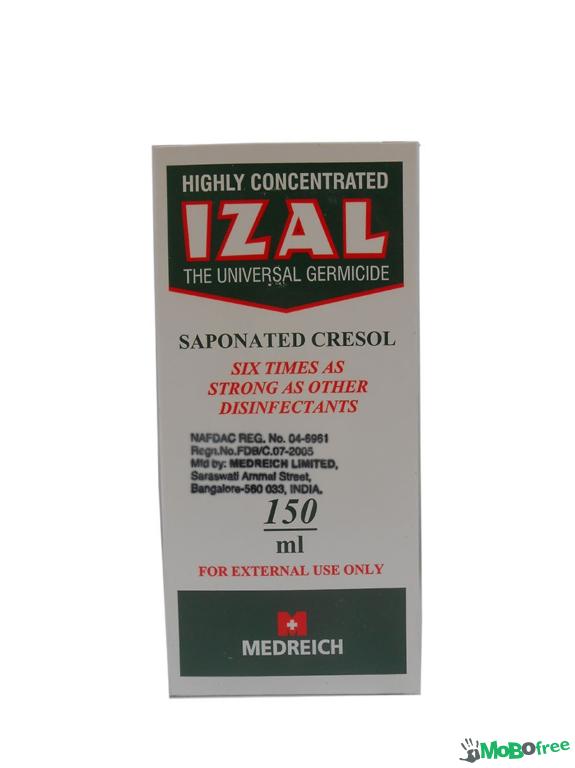 HIGHLY CONCENTRATED
IZAL
THE UNIVERSAL GERMICIDE
SAPONATED CRESOL
SIX TIMES AS
STRONG AS OTHER
DISINFECTANTS
NAFDAC REG. No. 04-6961
Regn.No.FDB/C.07-2005
Mfd by: MEDREICH LIMITED,
Saraswati Ammal Street,
Bangalore-560 033, INDIA.
150
ml
FOR EXTERNAL USE ONLY
MEDREICH
MoBofree